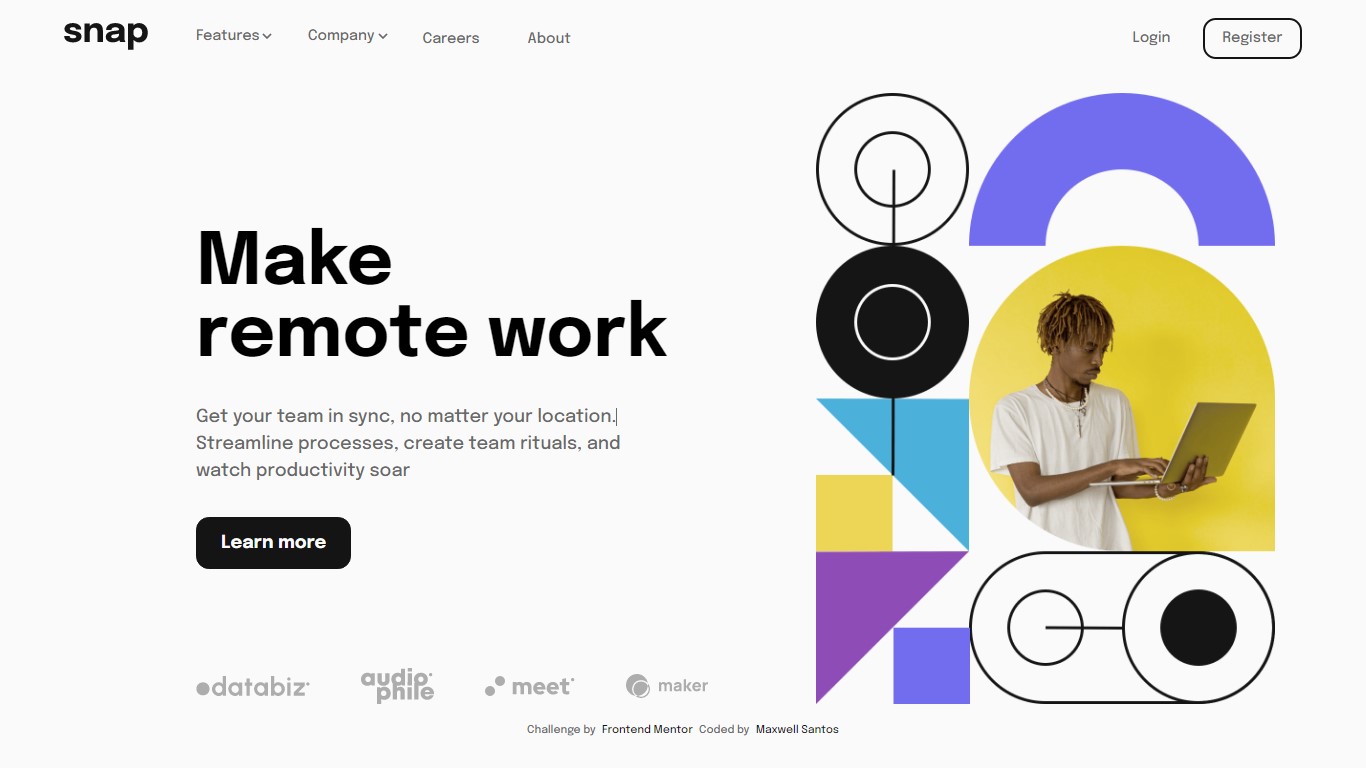 snap
Features
Company
Careers
About
Login
Register
Make
remote work
Get your team in sync, no matter your location.
Streamline processes, create team rituals, and
watch productivity soar
Learn more
databiz
audio
phile
meet
maker
Challenge by Frontend Mentor Coded by Maxwell Santos